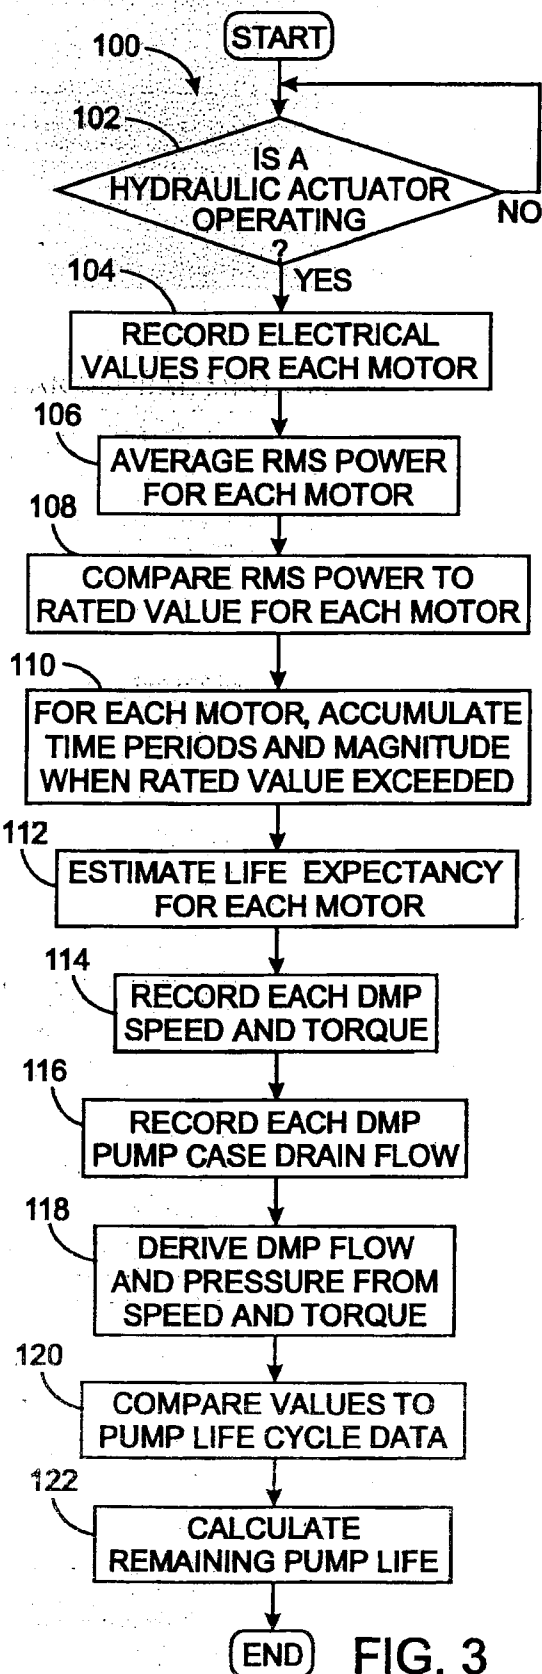 START
100
102
IS A
HYDRAULIC ACTUATOR
OPERATING
?
NO
YES
104
RECORD ELECTRICAL
VALUES FOR EACH MOTOR
106
AVERAGE RMS POWER
FOR EACH MOTOR
108
COMPARE RMS POWER TO
RATED VALUE FOR EACH MOTOR
110
FOR EACH MOTOR, ACCUMULATE
TIME PERIODS AND MAGNITUDE
WHEN RATED VALUE EXCEEDED
112
ESTIMATE LIFE EXPECTANCY
FOR EACH MOTOR
114
RECORD EACH DMP
SPEED AND TORQUE
116
RECORD EACH DMP
PUMP CASE DRAIN FLOW
118
DERIVE DMP FLOW
AND PRESSURE FROM
SPEED AND TORQUE
120
COMPARE VALUES TO
PUMP LIFE CYCLE DATA
122
CALCULATE
REMAINING PUMP LIFE
END
FIG. 3